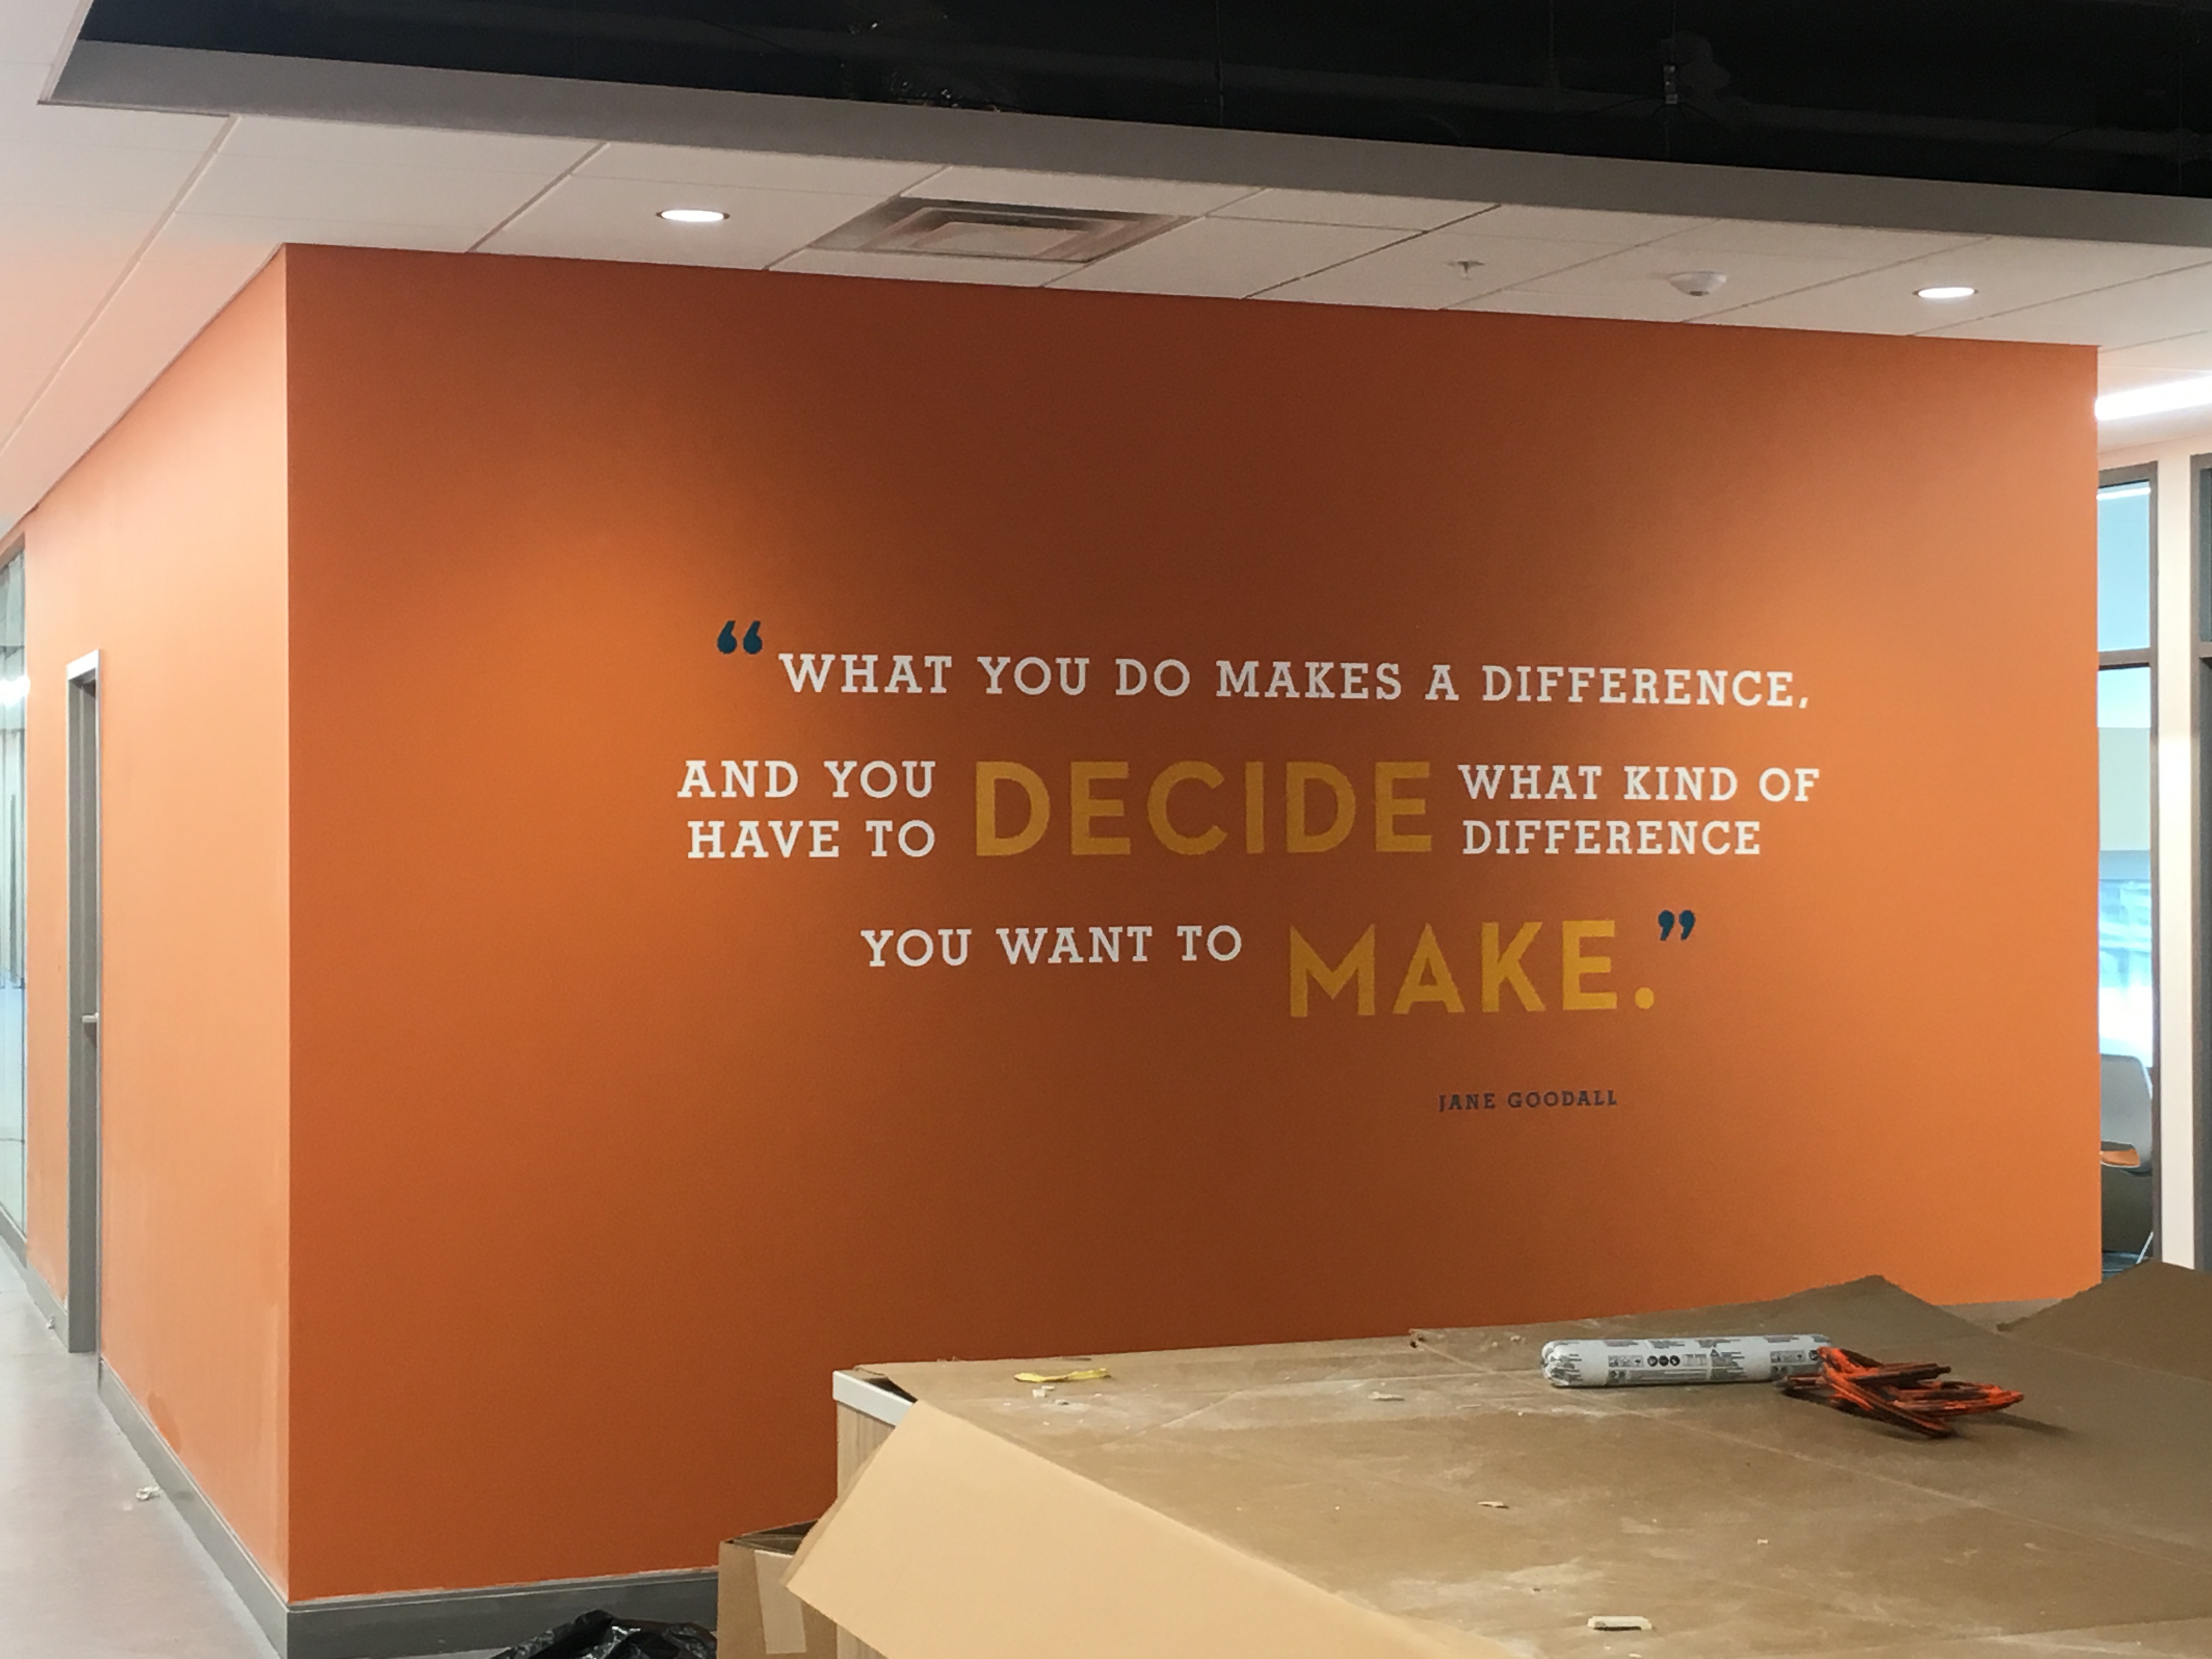 “WHAT YOU DO MAKES A DIFFERENCE,
AND YOU
HAVE TO
DECIDE
WHAT KIND OF
DIFFERENCE
YOU WANT TO MAKE.”
JANE GOODALL